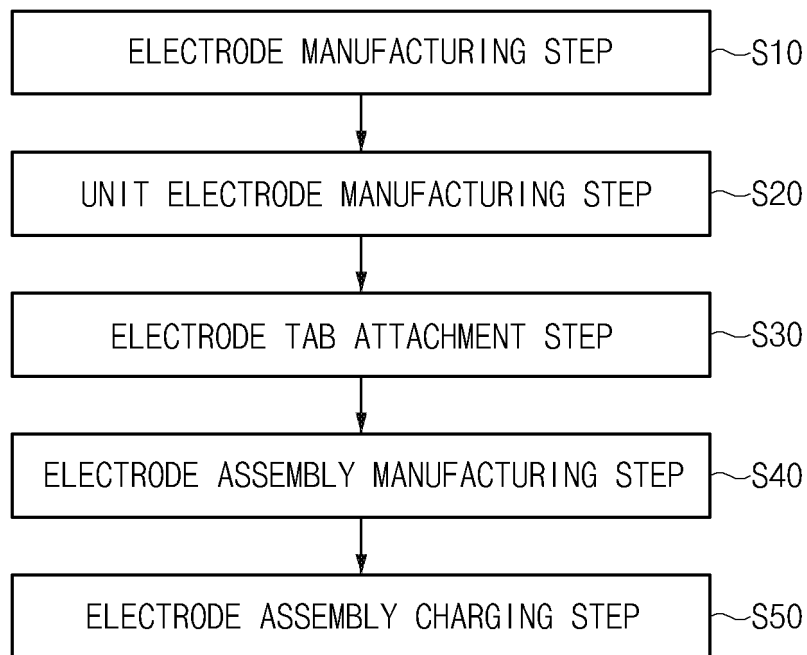 ELECTRODE MANUFACTURING STEP S10
UNIT ELECTRODE MANUFACTURING STEP S20
ELECTRODE TAB ATTACHMENT STEP S30
ELECTRODE ASSEMBLY MANUFACTURING STEP S40
ELECTRODE ASSEMBLY CHARGING STEP S50